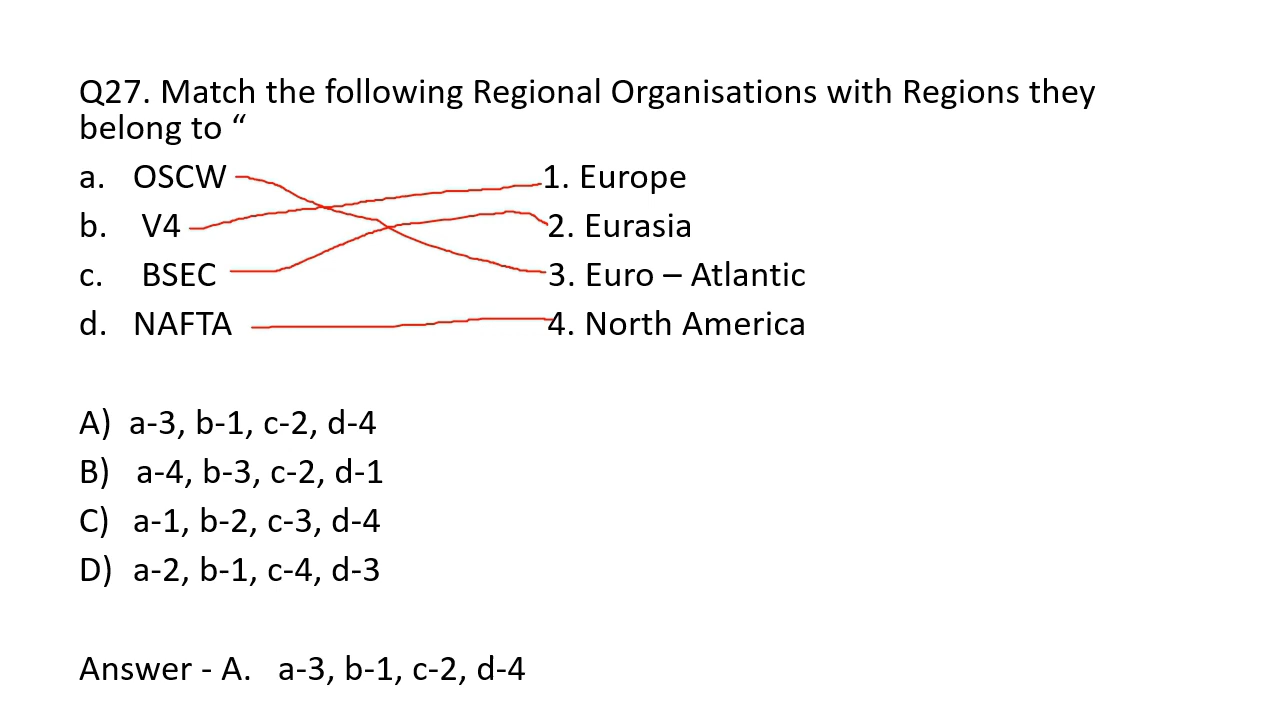 Q27. Match the following Regional Organisations with Regions they
belong to “
a. OSCW 1. Europe
b. V4 2. Eurasia
c. BSEC 3. Euro – Atlantic
d. NAFTA 4. North America
A) a-3, b-1, c-2, d-4
B) a-4, b-3, c-2, d-1
C) a-1, b-2, c-3, d-4
D) a-2, b-1, c-4, d-3
Answer - A. a-3, b-1, c-2, d-4